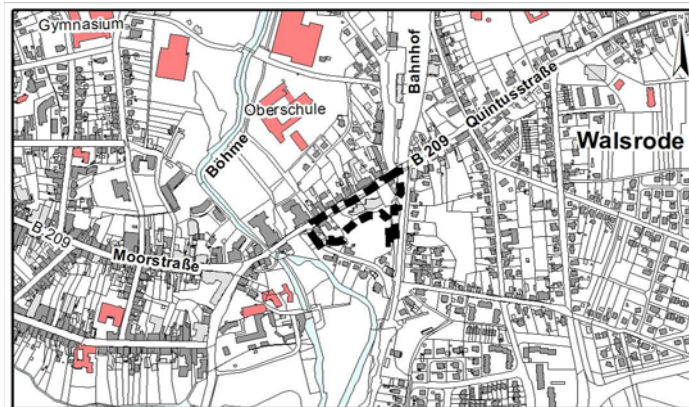 Gymnasium
Bahnhof
Quintusstraße
Oberschule
B 209
Walsrode
Böhme
B 209
Moorstraße